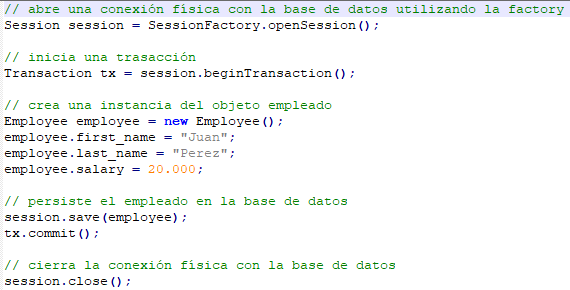 // abre una conexión física con la base de datos utilizando la factory
Session session = SessionFactory.openSession();
// inicia una trasacción
Transaction tx = session.beginTransaction();
// crea una instancia del objeto empleado
Employee employee = new Employee();
employee.first_name = "Juan";
employee.last_name = "Perez";
employee.salary = 20.000;
// persiste el empleado en la base de datos
session.save(employee);
tx.commit();
// cierra la conexión física con la base de datos
session.close();